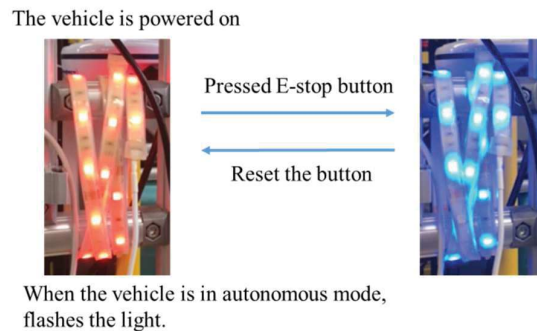 The vehicle is powered on
Pressed E-stop button
Reset the button
When the vehicle is in autonomous mode,
flashes the light.